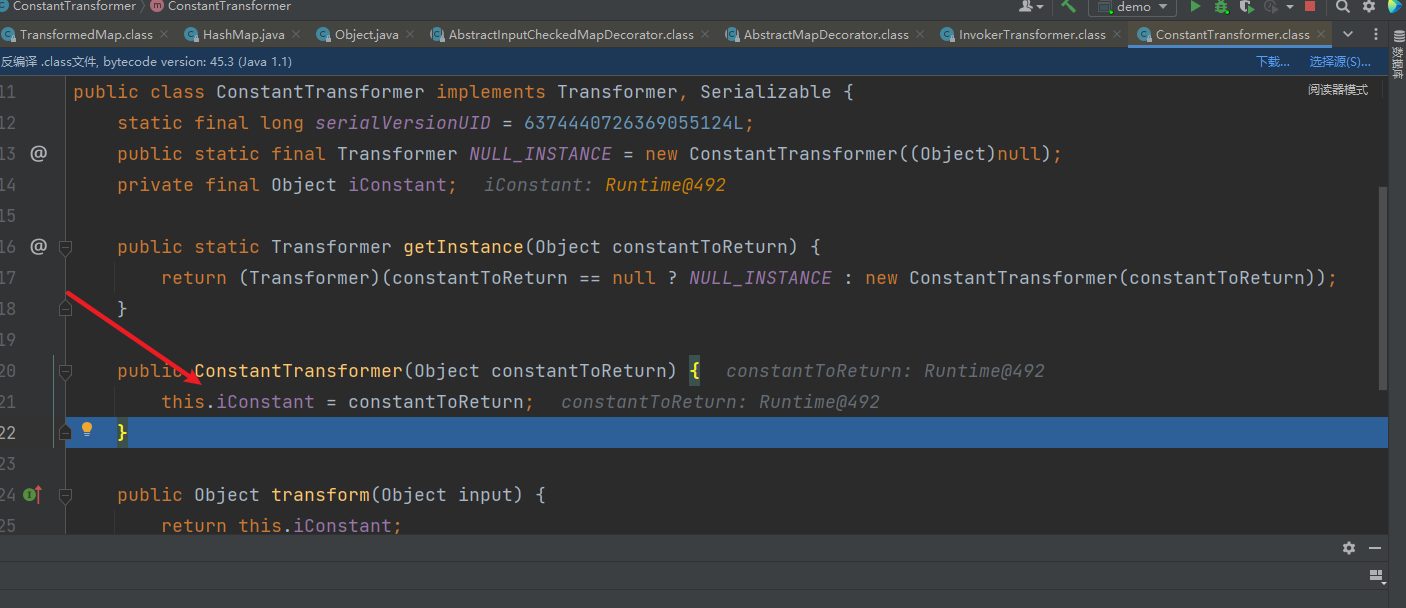 ConstantTransformer ConstantTransformer demo
TransformedMap.class HashMap.java Object.java AbstractInputCheckedMapDecorator.class AbstractMapDecorator.class InvokerTransformer.class ConstantTransformer.class
反编译 .class文件, bytecode version: 45.3 (Java 1.1) 下载... 选择源(S)...
数据库
阅读器模式
11 public class ConstantTransformer implements Transformer, Serializable {
12 static final long serialVersionUID = 6374440726369055124L;
13 @ public static final Transformer NULL_INSTANCE = new ConstantTransformer((Object)null);
14 private final Object iConstant; iConstant: Runtime@492
15
16 @ public static Transformer getInstance(Object constantToReturn) {
17 return (Transformer)(constantToReturn == null ? NULL_INSTANCE : new ConstantTransformer(constantToReturn));
18 }
19
20 public ConstantTransformer(Object constantToReturn) { constantToReturn: Runtime@492
21 this.iConstant = constantToReturn; constantToReturn: Runtime@492
22 }
23
24 public Object transform(Object input) {
25 return this.iConstant;